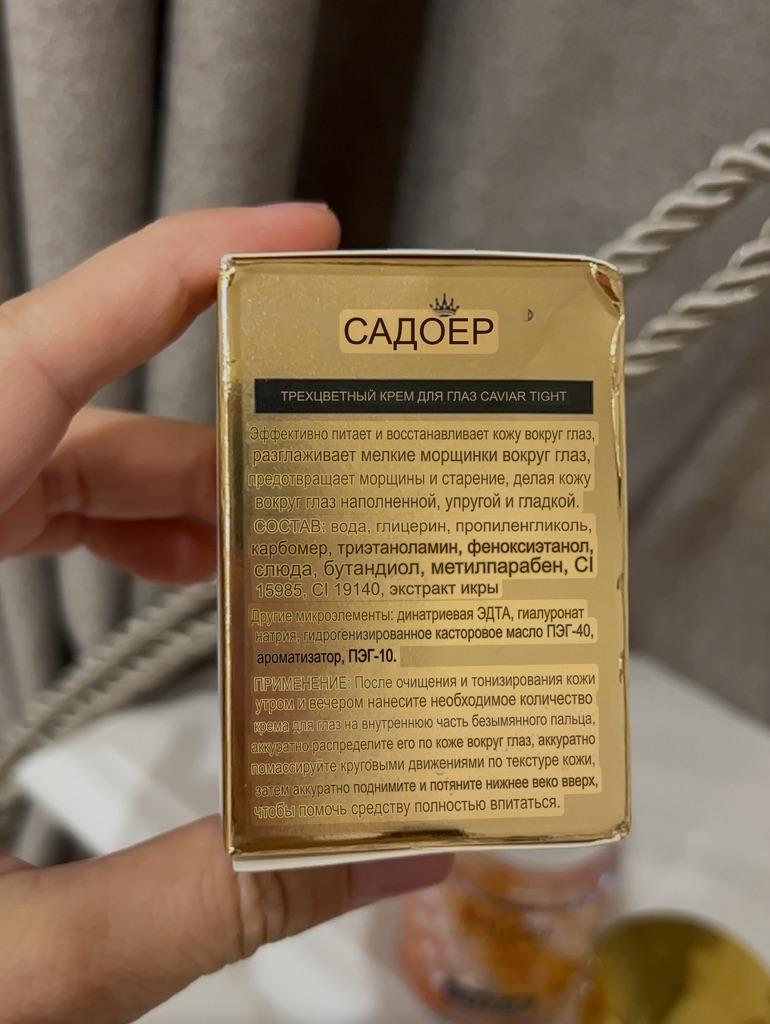 САДОЕР
ТРЕХЦВЕТНЫЙ КРЕМ ДЛЯ ГЛАЗ CAVIAR TIGHT
Эффективно питает и восстанавливает кожу вокруг глаз,
разглаживает мелкие морщинки вокруг глаз,
предотвращает морщины и старение, делая кожу
вокруг глаз наполненной, упругой и гладкой.
СОСТАВ: вода, глицерин, пропиленгликоль,
карбомер, триэтаноламин, феноксиэтанол,
слюда, бутандиол, метилпарабен, CI
15985, CI 19140, экстракт икры
Другие микроэлементы: динатриевая ЭДТА, гиалуронат
натрия, гидрогенизированное касторовое масло ПЭГ-40,
ароматизатор, ПЭГ-10.
ПРИМЕНЕНИЕ: После очищения и тонизирования кожи
утром и вечером нанесите необходимое количество
крема для глаз на внутреннюю часть безымянного пальца,
аккуратно распределите его по коже вокруг глаз, аккуратно
помассируйте круговыми движениями по текстуре кожи,
затем аккуратно поднимите и потяните нижнее веко вверх,
чтобы помочь средству полностью впитаться.